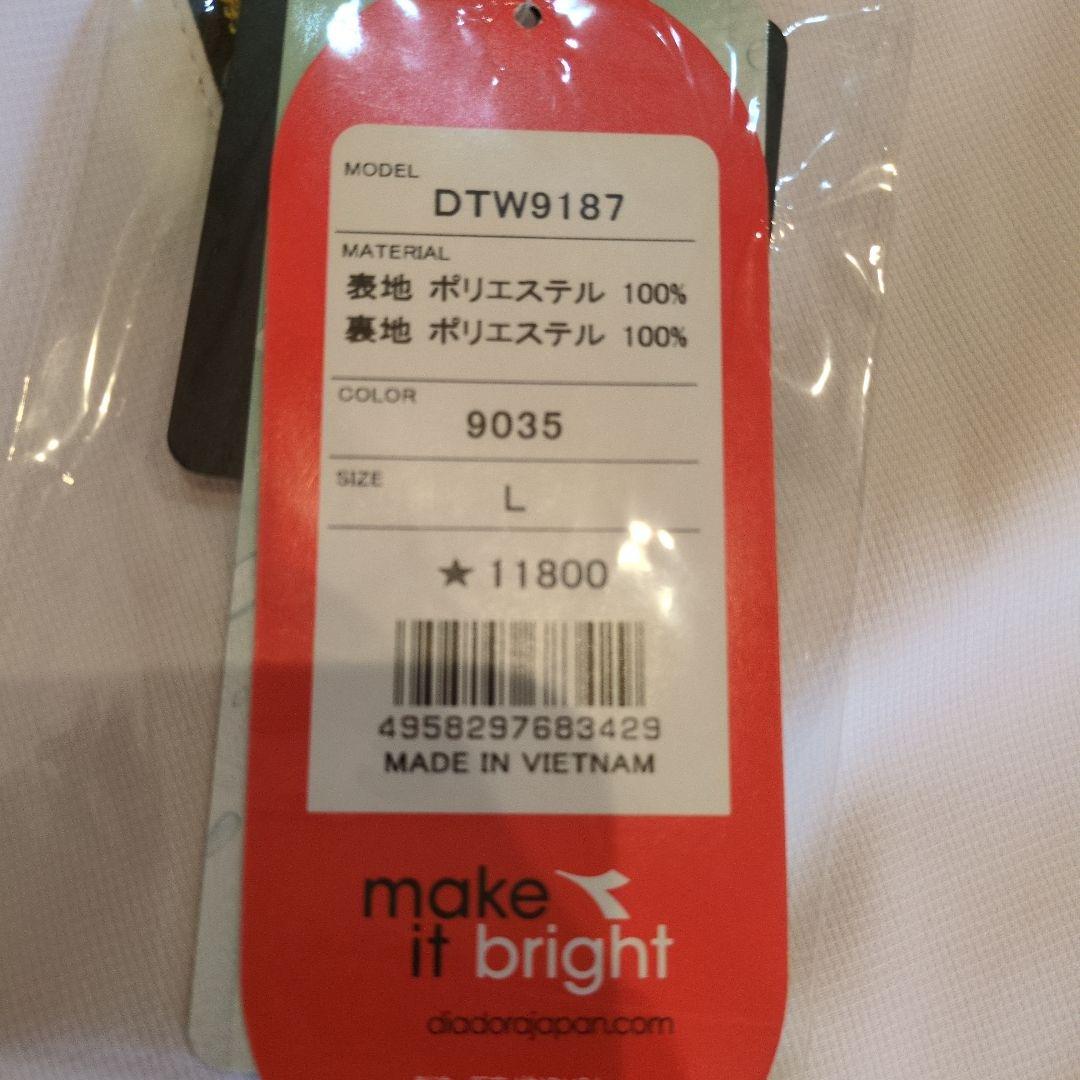 MODEL
DTW9187
MATERIAL
表地 ポリエステル 100%
裏地 ポリエステル 100%
COLOR
9035
SIZE
L
★ 11800
4958297683429
MADE IN VIETNAM
make
it bright
diadorajapan.com